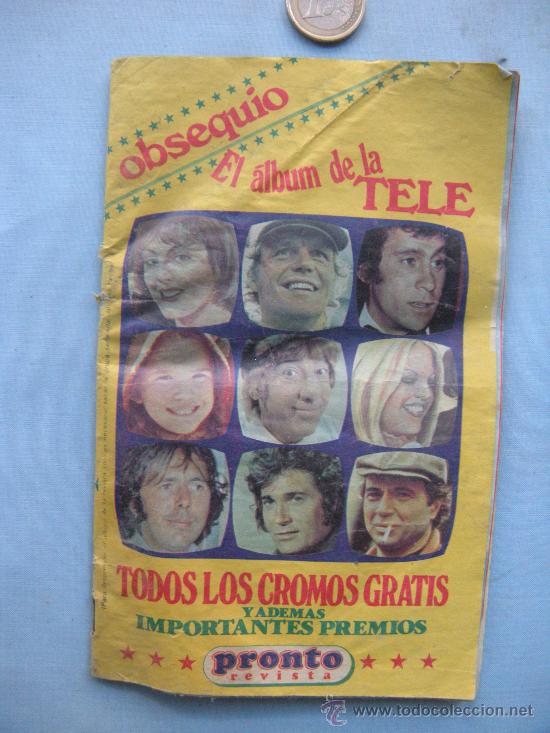 obsequio
El álbum de la
TELE
TODOS LOS CROMOS GRATIS
Y ADEMAS
IMPORTANTES PREMIOS
pronto
revista
www.todocoleccion.net